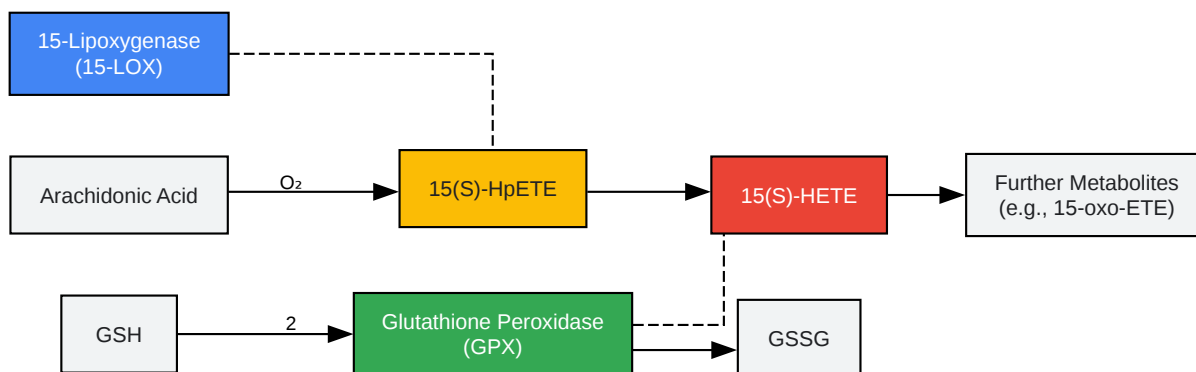 15-Lipoxygenase
(15-LOX)
Arachidonic Acid
O₂
15(S)-HpETE
15(S)-HETE
Further Metabolites
(e.g., 15-oxo-ETE)
GSH
2
Glutathione Peroxidase
(GPX)
GSSG